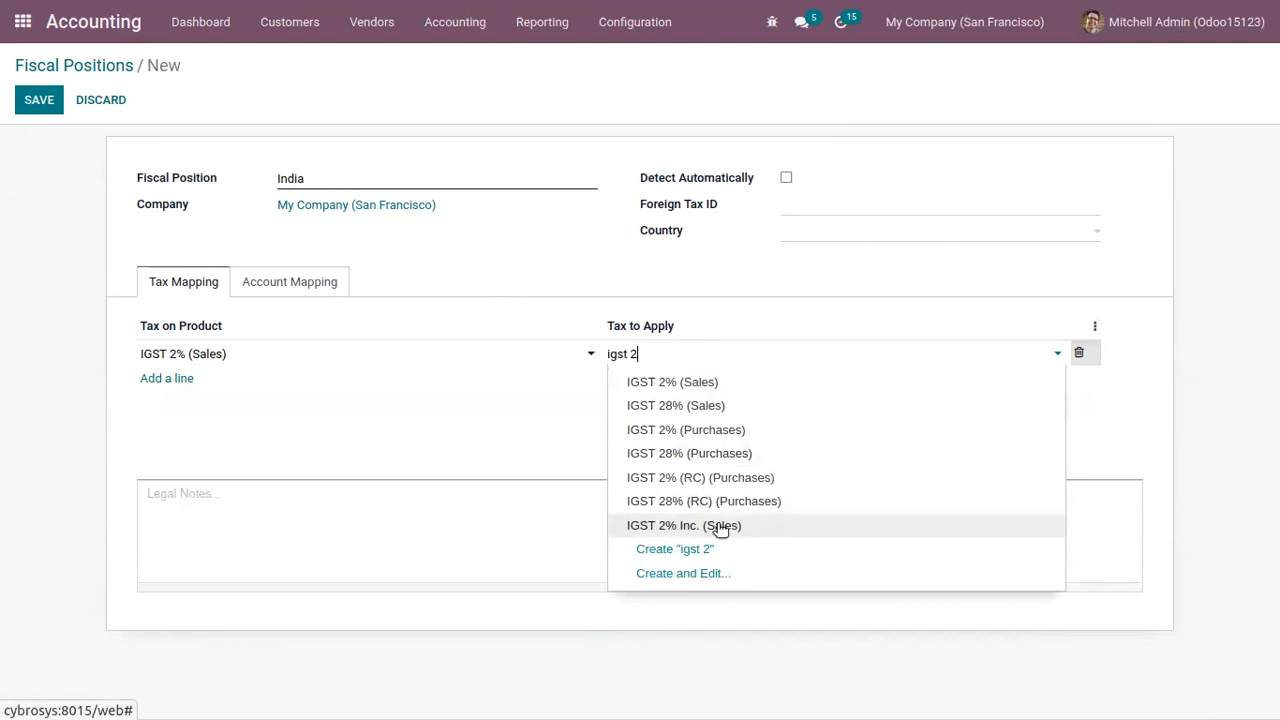 Accounting Dashboard Customers Vendors Accounting Reporting Configuration 5 15 My Company (San Francisco) Mitchell Admin (Odoo15123)
Fiscal Positions / New
SAVE DISCARD
Fiscal Position India Detect Automatically
Company My Company (San Francisco) Foreign Tax ID
Country
Tax Mapping Account Mapping
Tax on Product Tax to Apply
IGST 2% (Sales) igst 2
Add a line
IGST 2% (Sales)
IGST 28% (Sales)
IGST 2% (Purchases)
IGST 28% (Purchases)
IGST 2% (RC) (Purchases)
Legal Notes...
IGST 28% (RC) (Purchases)
IGST 2% Inc. (Sales)
Create "igst 2"
Create and Edit...
cybrosys:8015/web#